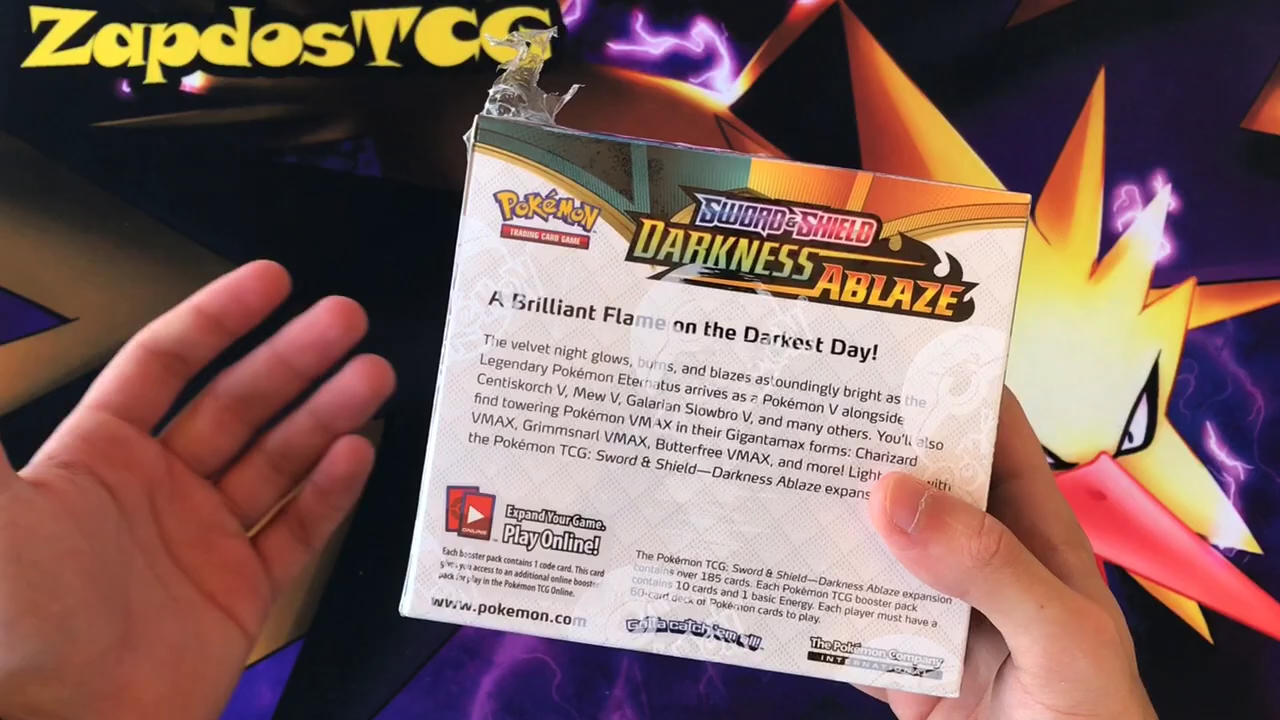 ZapdosTCG
POKéMON
TRADING CARD GAME
SWORD & SHIELD
DARKNESS
ABLAZE
A Brilliant Flame on the Darkest Day!
The velvet night glows, burns, and blazes astoundingly bright as the
Legendary Pokémon Eternatus arrives as a Pokémon V alongside
Centiskorch V, Mew V, Galarian Slowbro V, and many others. You'll also
find towering Pokémon VMAX in their Gigantamax forms: Charizard
VMAX, Grimmsnarl VMAX, Butterfree VMAX, and more! Light with
the Pokémon TCG: Sword & Shield—Darkness Ablaze expans
ONLINE
Expand Your Game.
Play Online!
Each booster pack contains 1 code card. This card
gives you access to an additional online booster
pack for play in the Pokémon TCG Online.
The Pokémon TCG: Sword & Shield—Darkness Ablaze expansion
contains over 185 cards. Each Pokémon TCG booster pack
contains 10 cards and 1 basic Energy. Each player must have a
60-card deck of Pokémon cards to play.
www.pokemon.com
Gotta catch 'em all!
The Pokémon Company
INTERNATIONAL